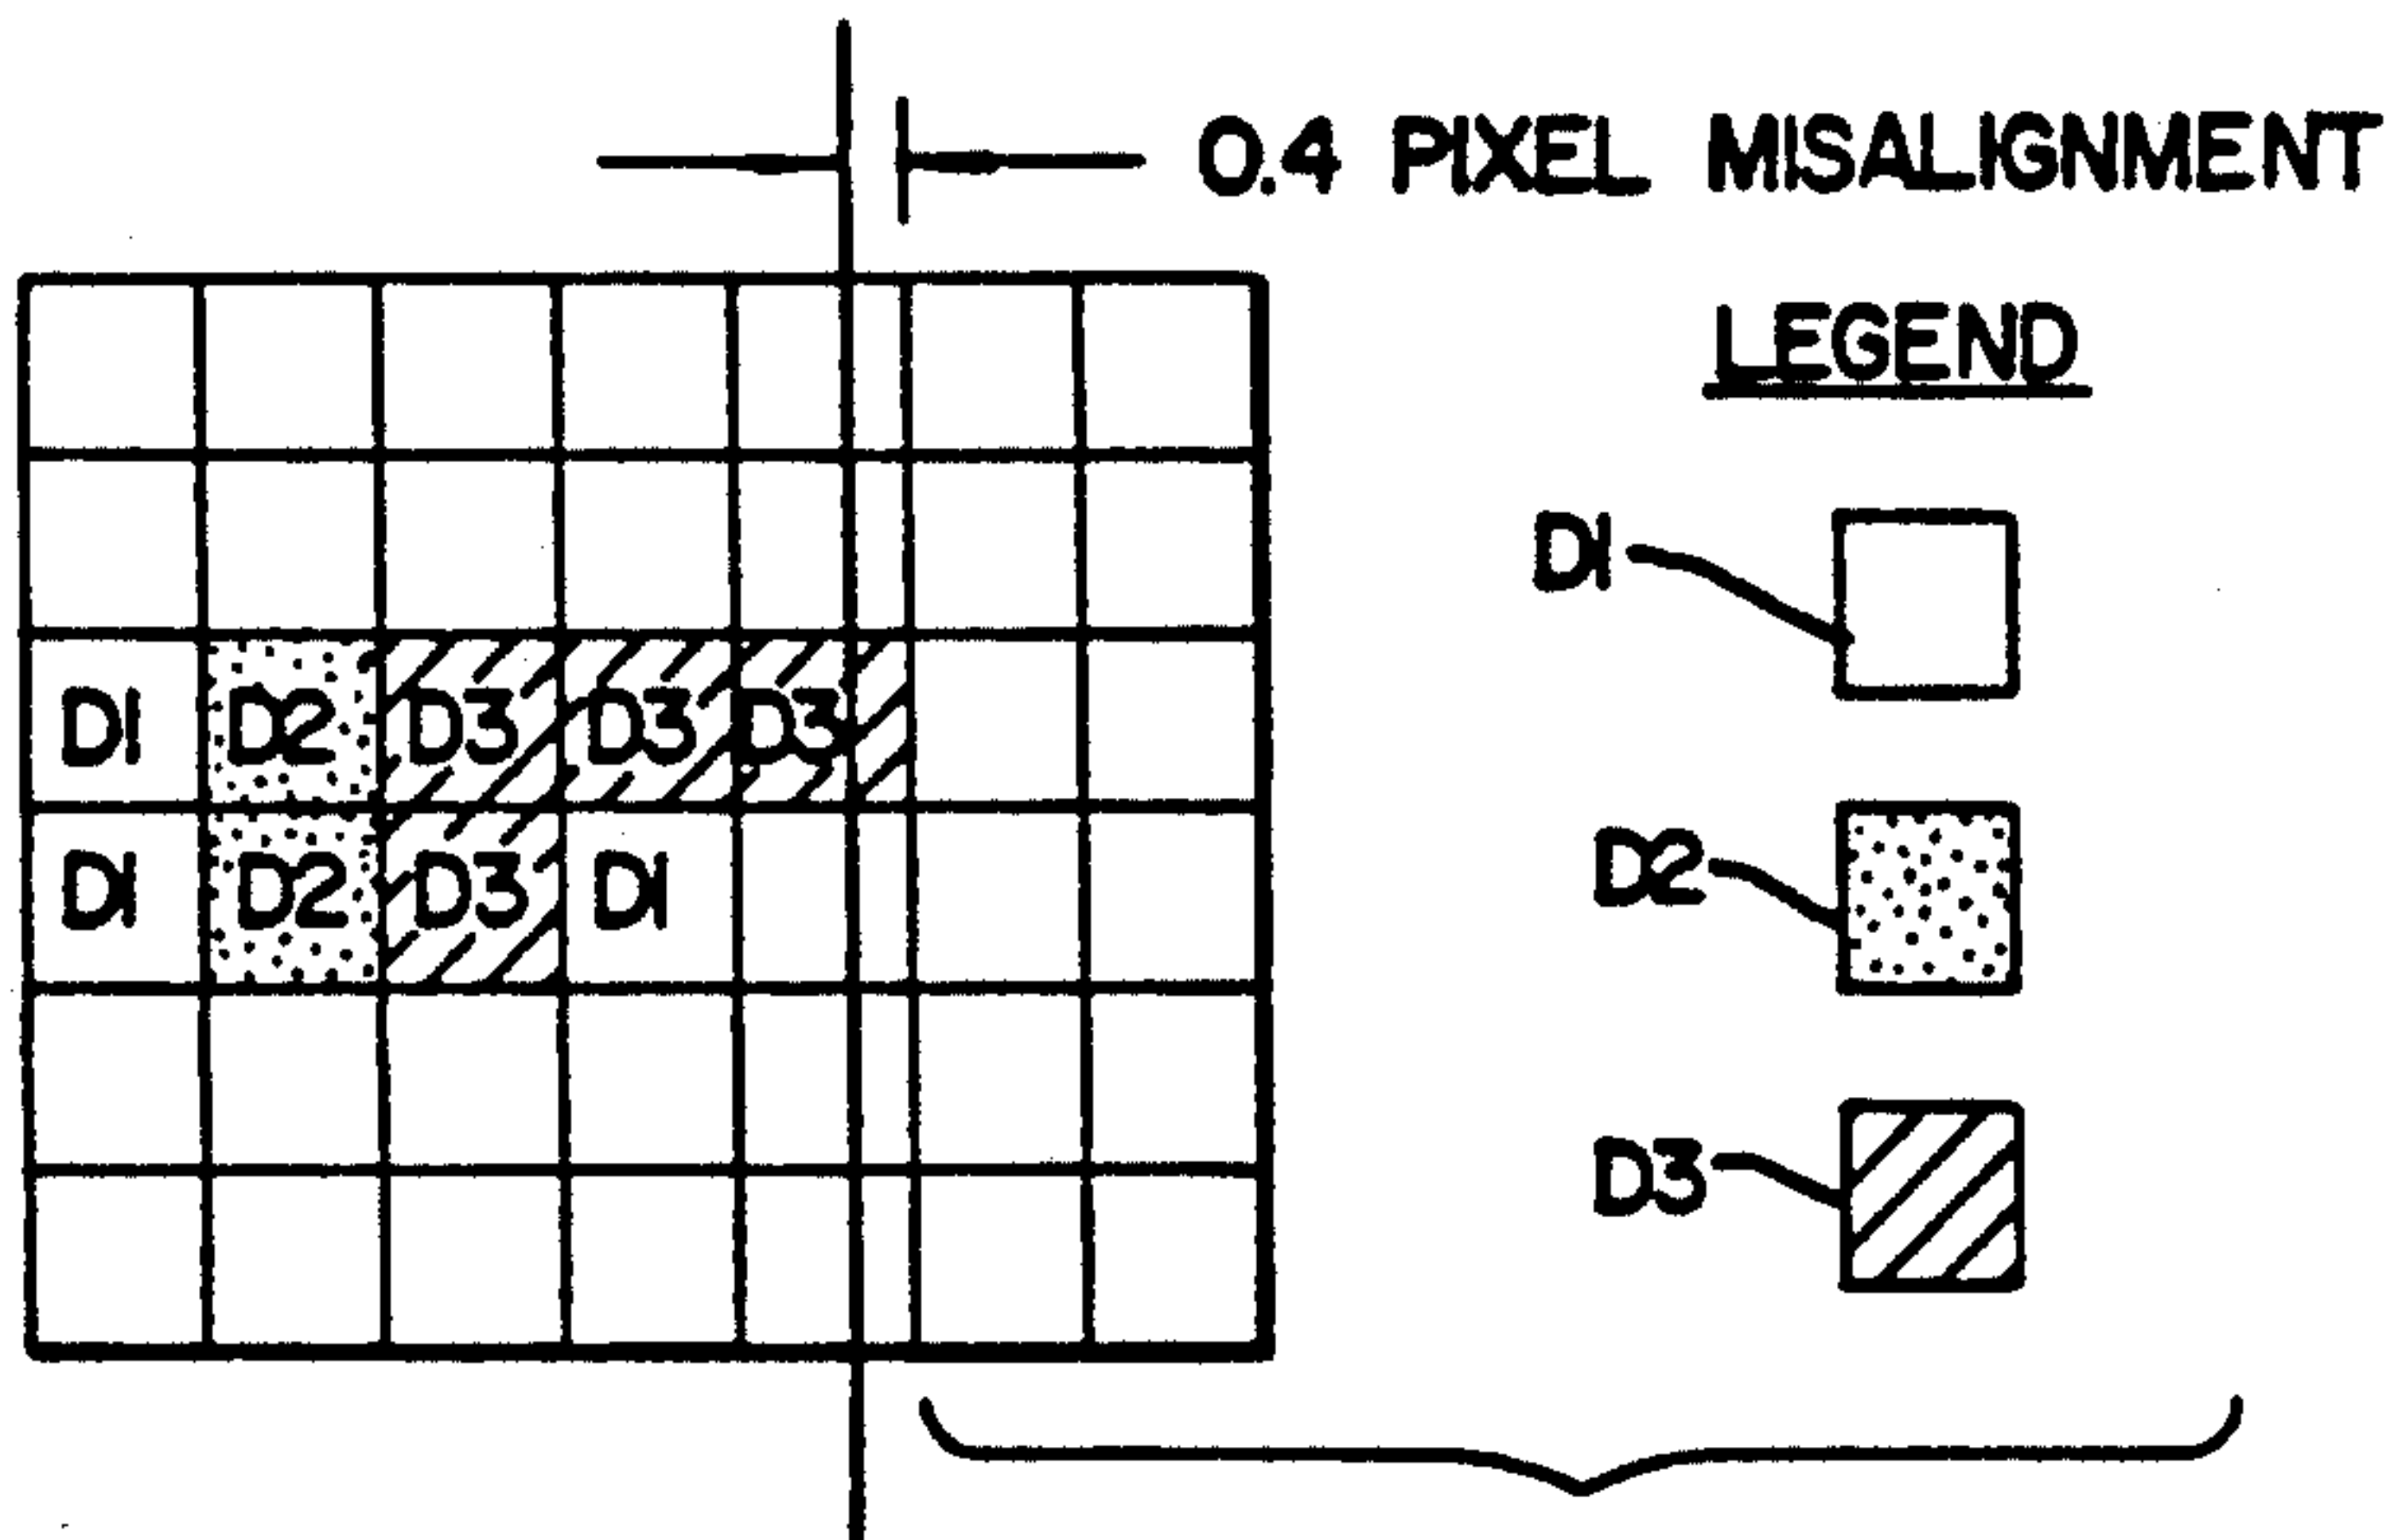 0.4 PIXEL MISALIGNMENT
LEGEND
D1
D1 D2 D3 D3 D3
D1 D2 D3 D1
D2
D3